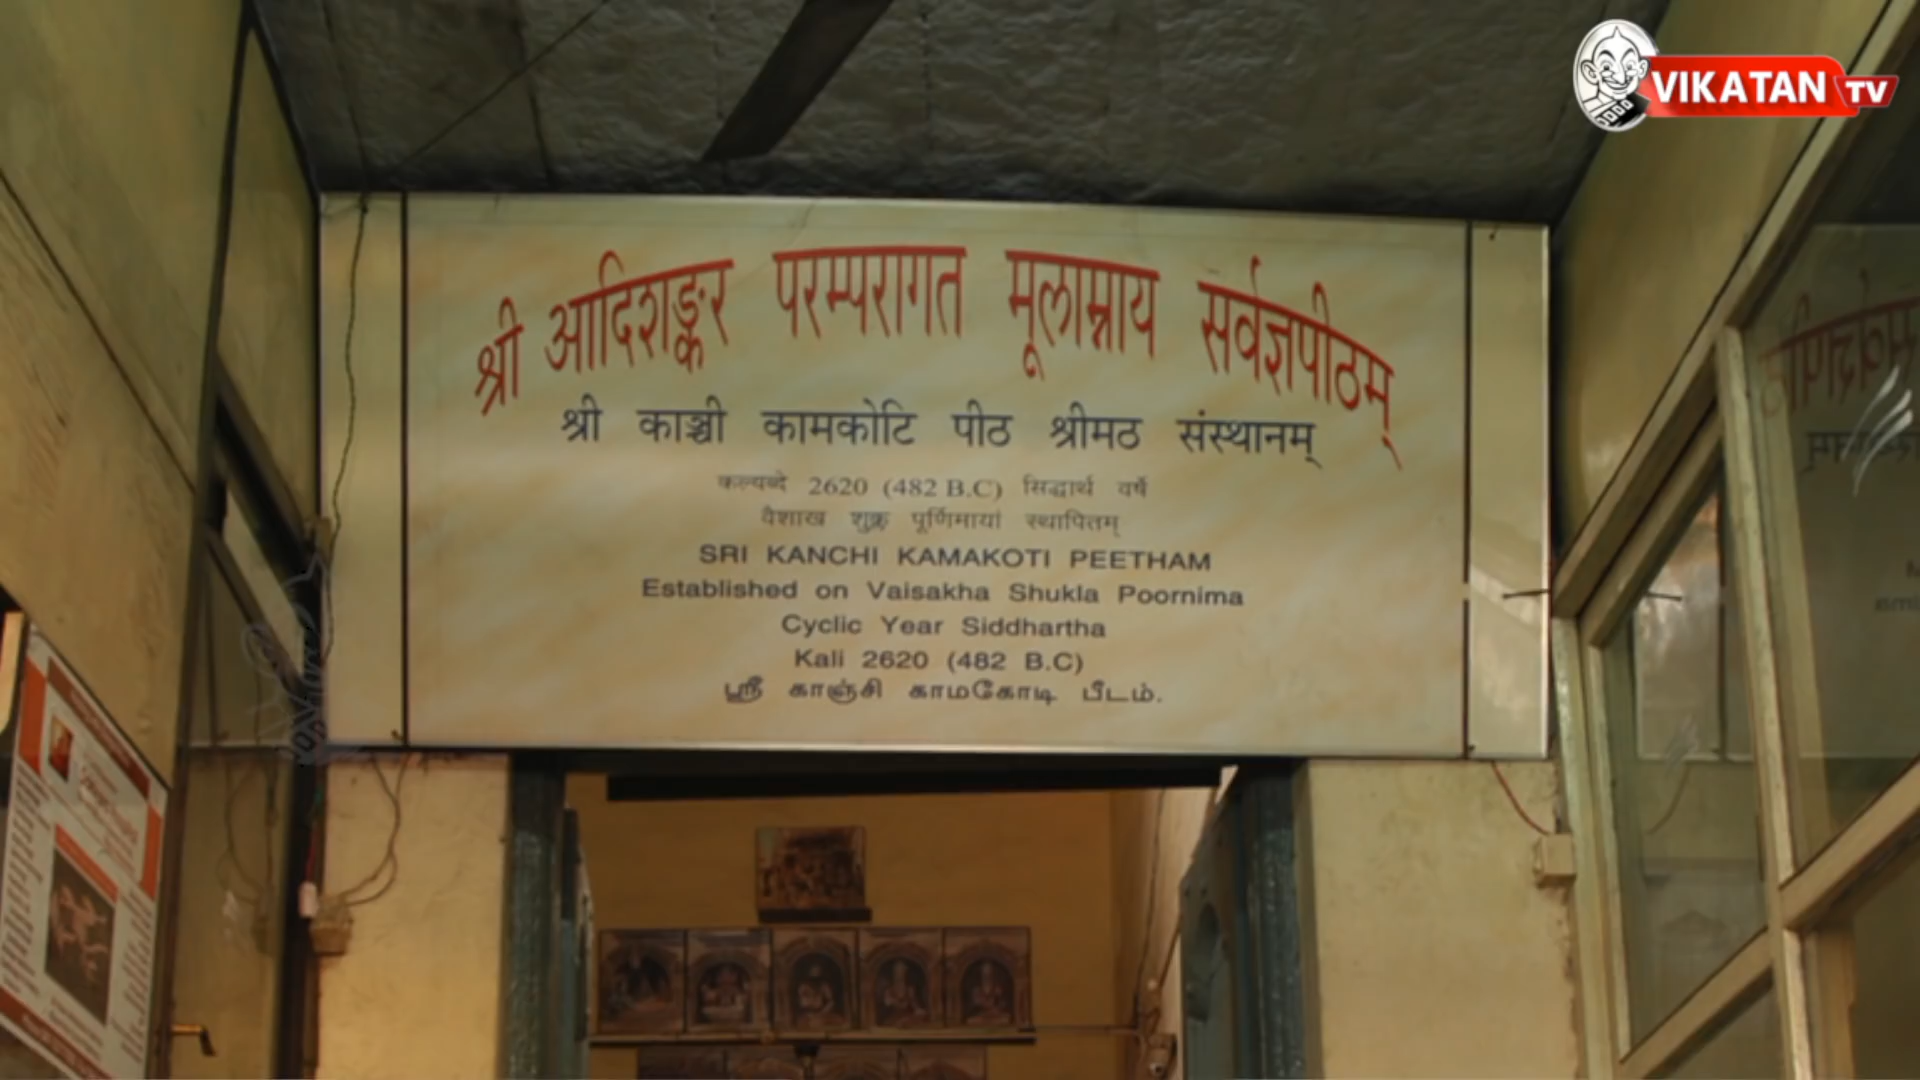 VIKATAN TV
श्री आदिशङ्कर परम्परागत मूलाम्नाय सर्वज्ञपीठम्
श्री काञ्ची कामकोटि पीठ श्रीमठ संस्थानम्
कल्यब्दे 2620 (482 B.C) सिद्धार्थ वर्षे
वैशाख शुक्ल पूर्णिमायां स्थापितम्
SRI KANCHI KAMAKOTI PEETHAM
Established on Vaisakha Shukla Poornima
Cyclic Year Siddhartha
Kali 2620 (482 B.C)
ஸ்ரீ காஞ்சி காமகோடி பீடம்.